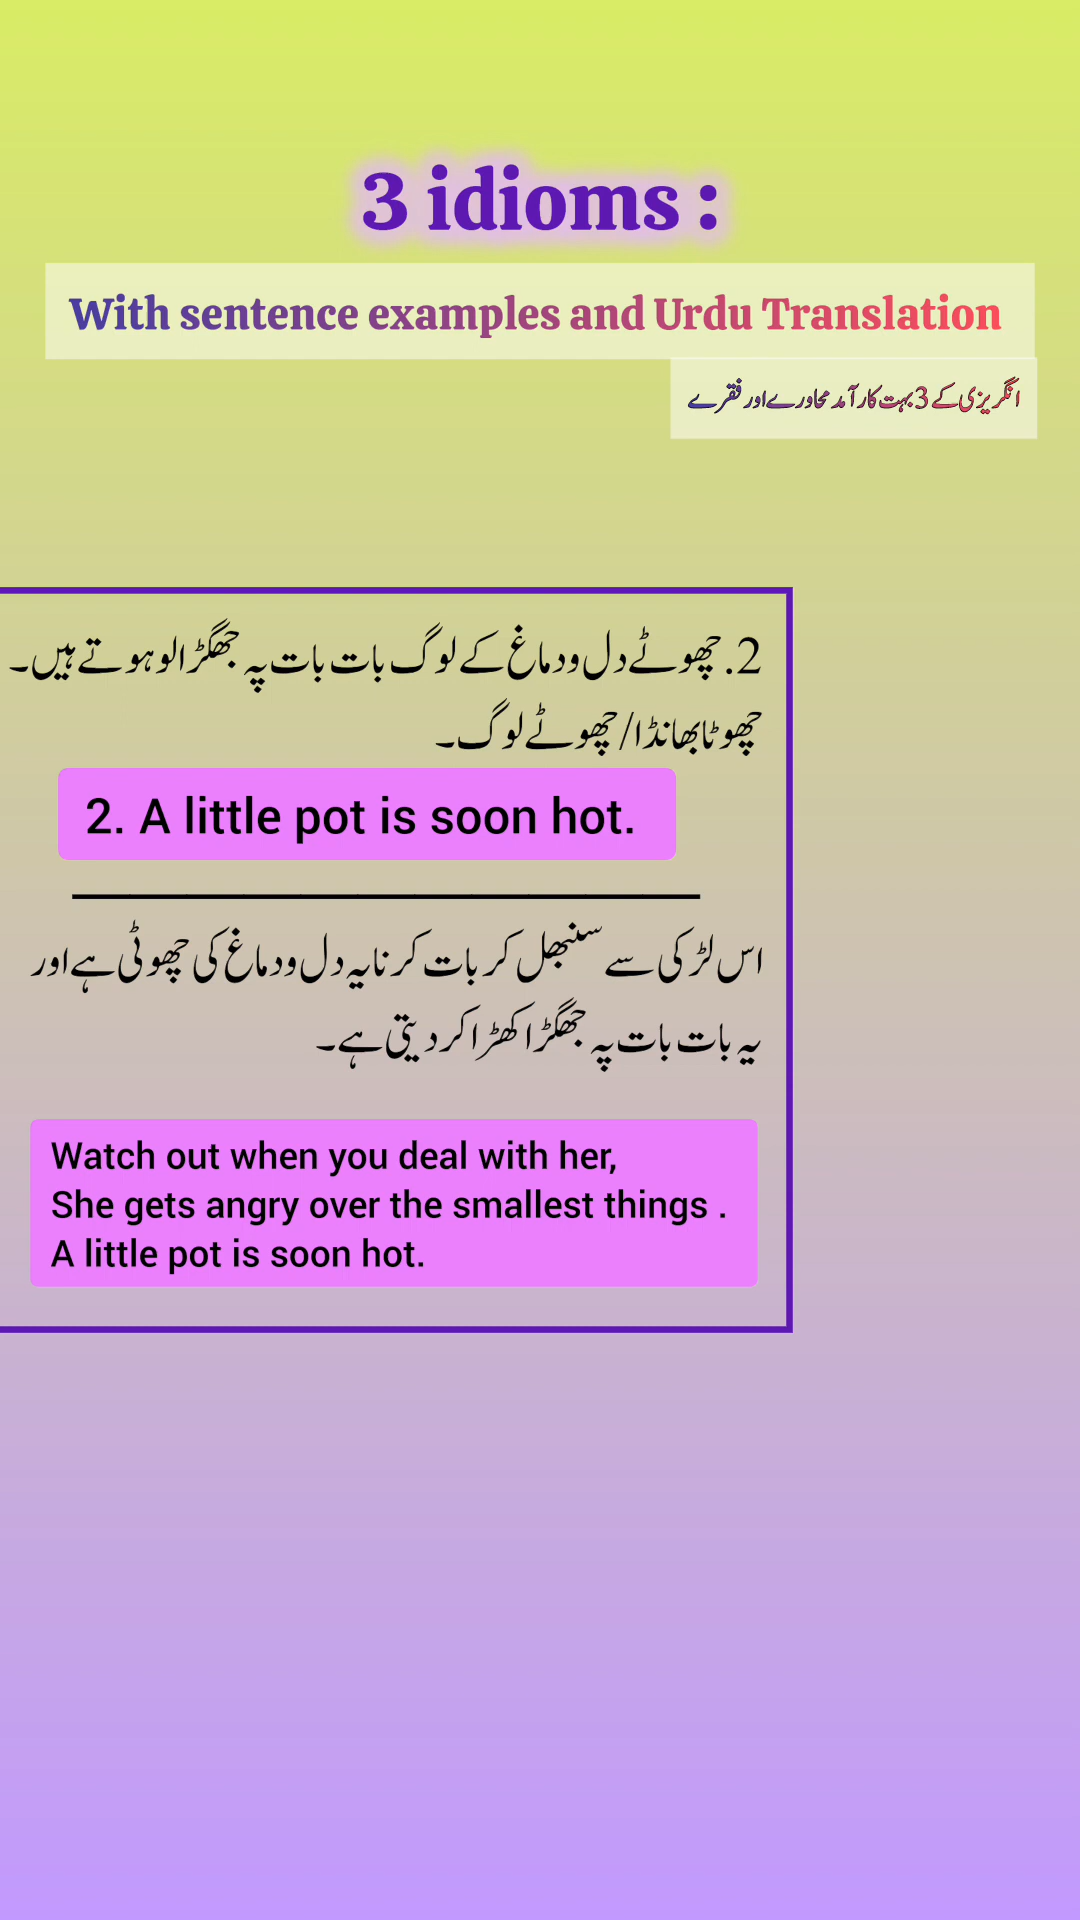 3 idioms :
With sentence examples and Urdu Translation
انگریزی کے 3 بہت کارآمد محاورے اور فقرے
2. چھوٹے دل ودماغ کے لوگ بات بات پہ جھگڑالو ہوتے ہیں۔
چھوٹا بھانڈا/چھوٹے لوگ۔
2. A little pot is soon hot.
اس لڑکی سے سنبھل کر بات کرنا یہ دل ودماغ کی چھوٹی ہے اور
یہ بات بات پہ جھگڑا کھڑا کردیتی ہے۔
Watch out when you deal with her,
She gets angry over the smallest things .
A little pot is soon hot.